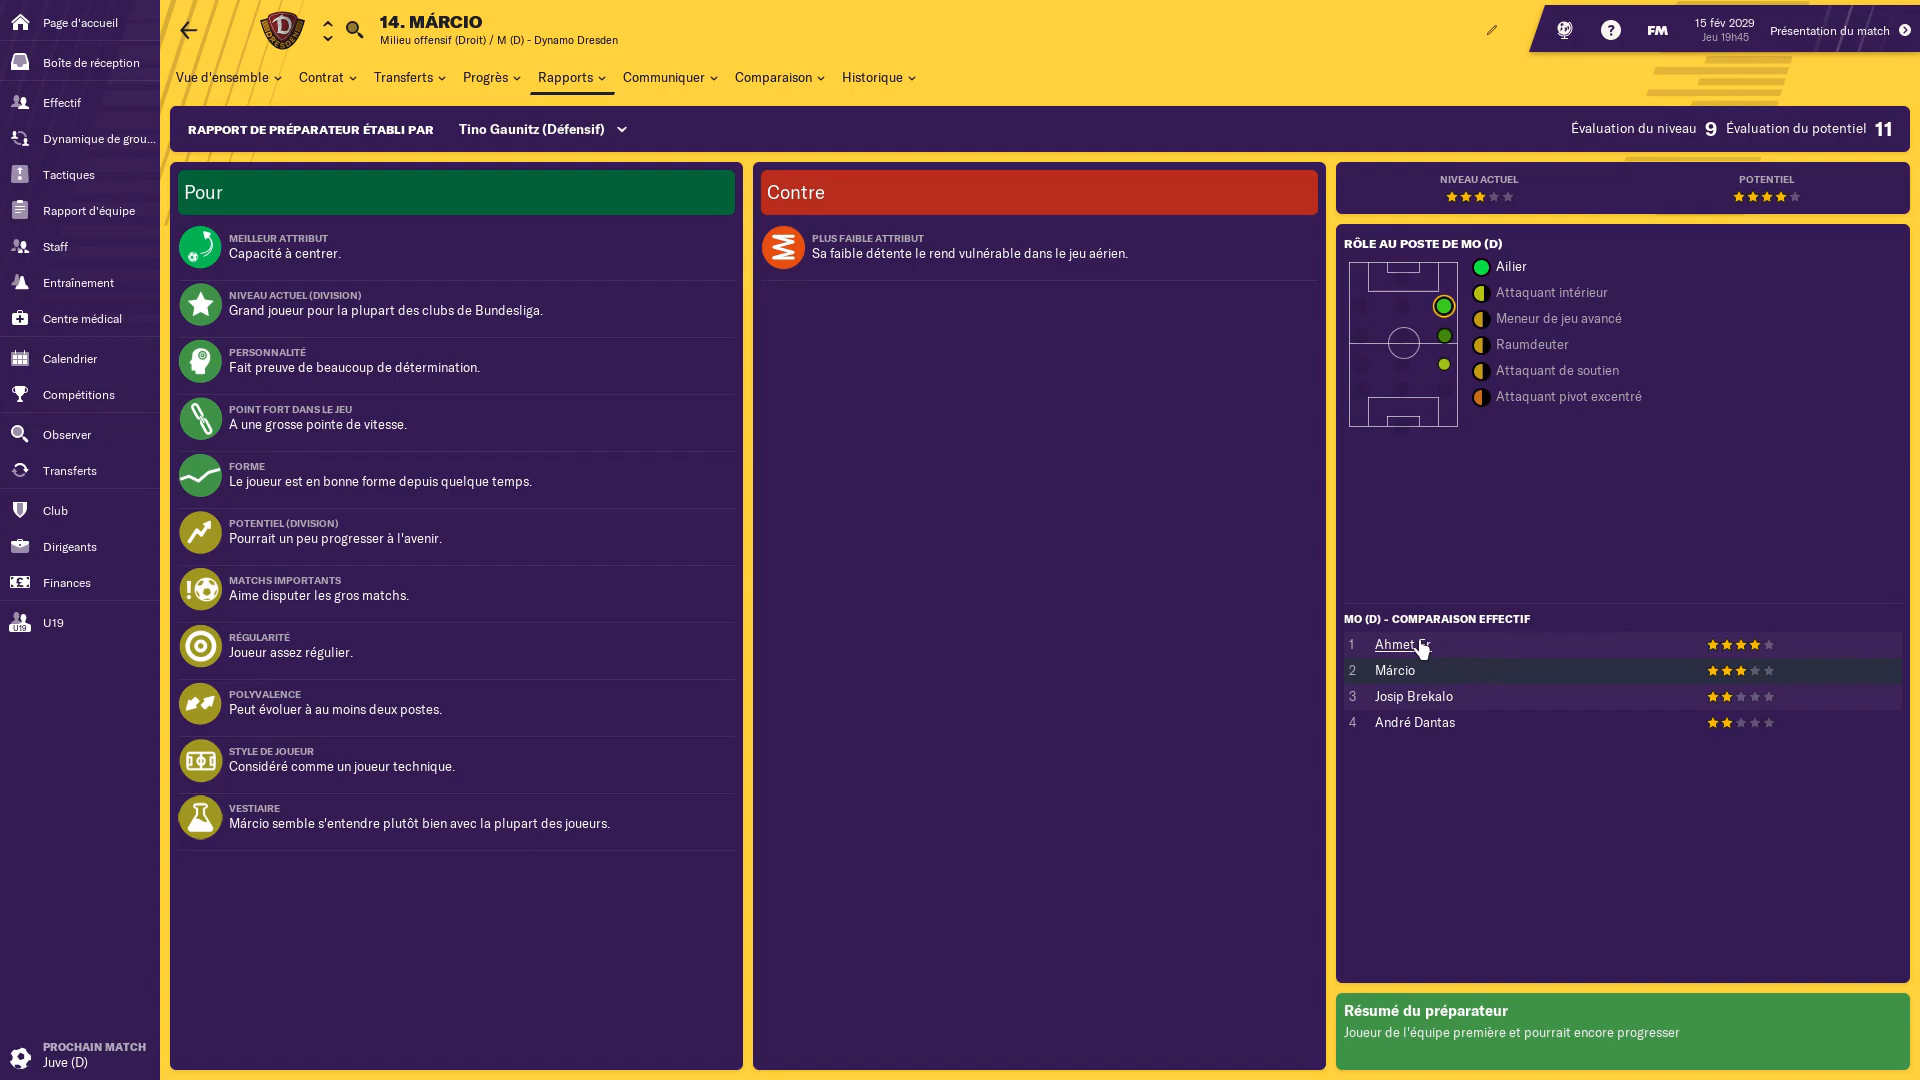 Page d'accueil
Boîte de réception
Effectif
Dynamique de grou...
Tactiques
Rapport d'équipe
Staff
Entraînement
Centre médical
Calendrier
Compétitions
Observer
Transferts
Club
Dirigeants
Finances
U19
U19
PROCHAIN MATCH
Juve (D)
14. MÁRCIO
Milieu offensif (Droit) / M (D) - Dynamo Dresden
FM
15 fév 2029
Jeu 19h45
Présentation du match
Vue d'ensemble
Contrat
Transferts
Progrès
Rapports
Communiquer
Comparaison
Historique
RAPPORT DE PRÉPARATEUR ÉTABLI PAR
Tino Gaunitz (Défensif)
Évaluation du niveau 9
Évaluation du potentiel 11
Pour
MEILLEUR ATTRIBUT
Capacité à centrer.
NIVEAU ACTUEL (DIVISION)
Grand joueur pour la plupart des clubs de Bundesliga.
PERSONNALITÉ
Fait preuve de beaucoup de détermination.
POINT FORT DANS LE JEU
A une grosse pointe de vitesse.
FORME
Le joueur est en bonne forme depuis quelque temps.
POTENTIEL (DIVISION)
Pourrait un peu progresser à l'avenir.
MATCHS IMPORTANTS
Aime disputer les gros matchs.
RÉGULARITÉ
Joueur assez régulier.
POLYVALENCE
Peut évoluer à au moins deux postes.
STYLE DE JOUEUR
Considéré comme un joueur technique.
VESTIAIRE
Márcio semble s'entendre plutôt bien avec la plupart des joueurs.
Contre
PLUS FAIBLE ATTRIBUT
Sa faible détente le rend vulnérable dans le jeu aérien.
NIVEAU ACTUEL
POTENTIEL
RÔLE AU POSTE DE MO (D)
Ailier
Attaquant intérieur
Meneur de jeu avancé
Raumdeuter
Attaquant de soutien
Attaquant pivot excentré
MO (D) - COMPARAISON EFFECTIF
1 Ahmet Er
2 Márcio
3 Josip Brekalo
4 André Dantas
Résumé du préparateur
Joueur de l'équipe première et pourrait encore progresser